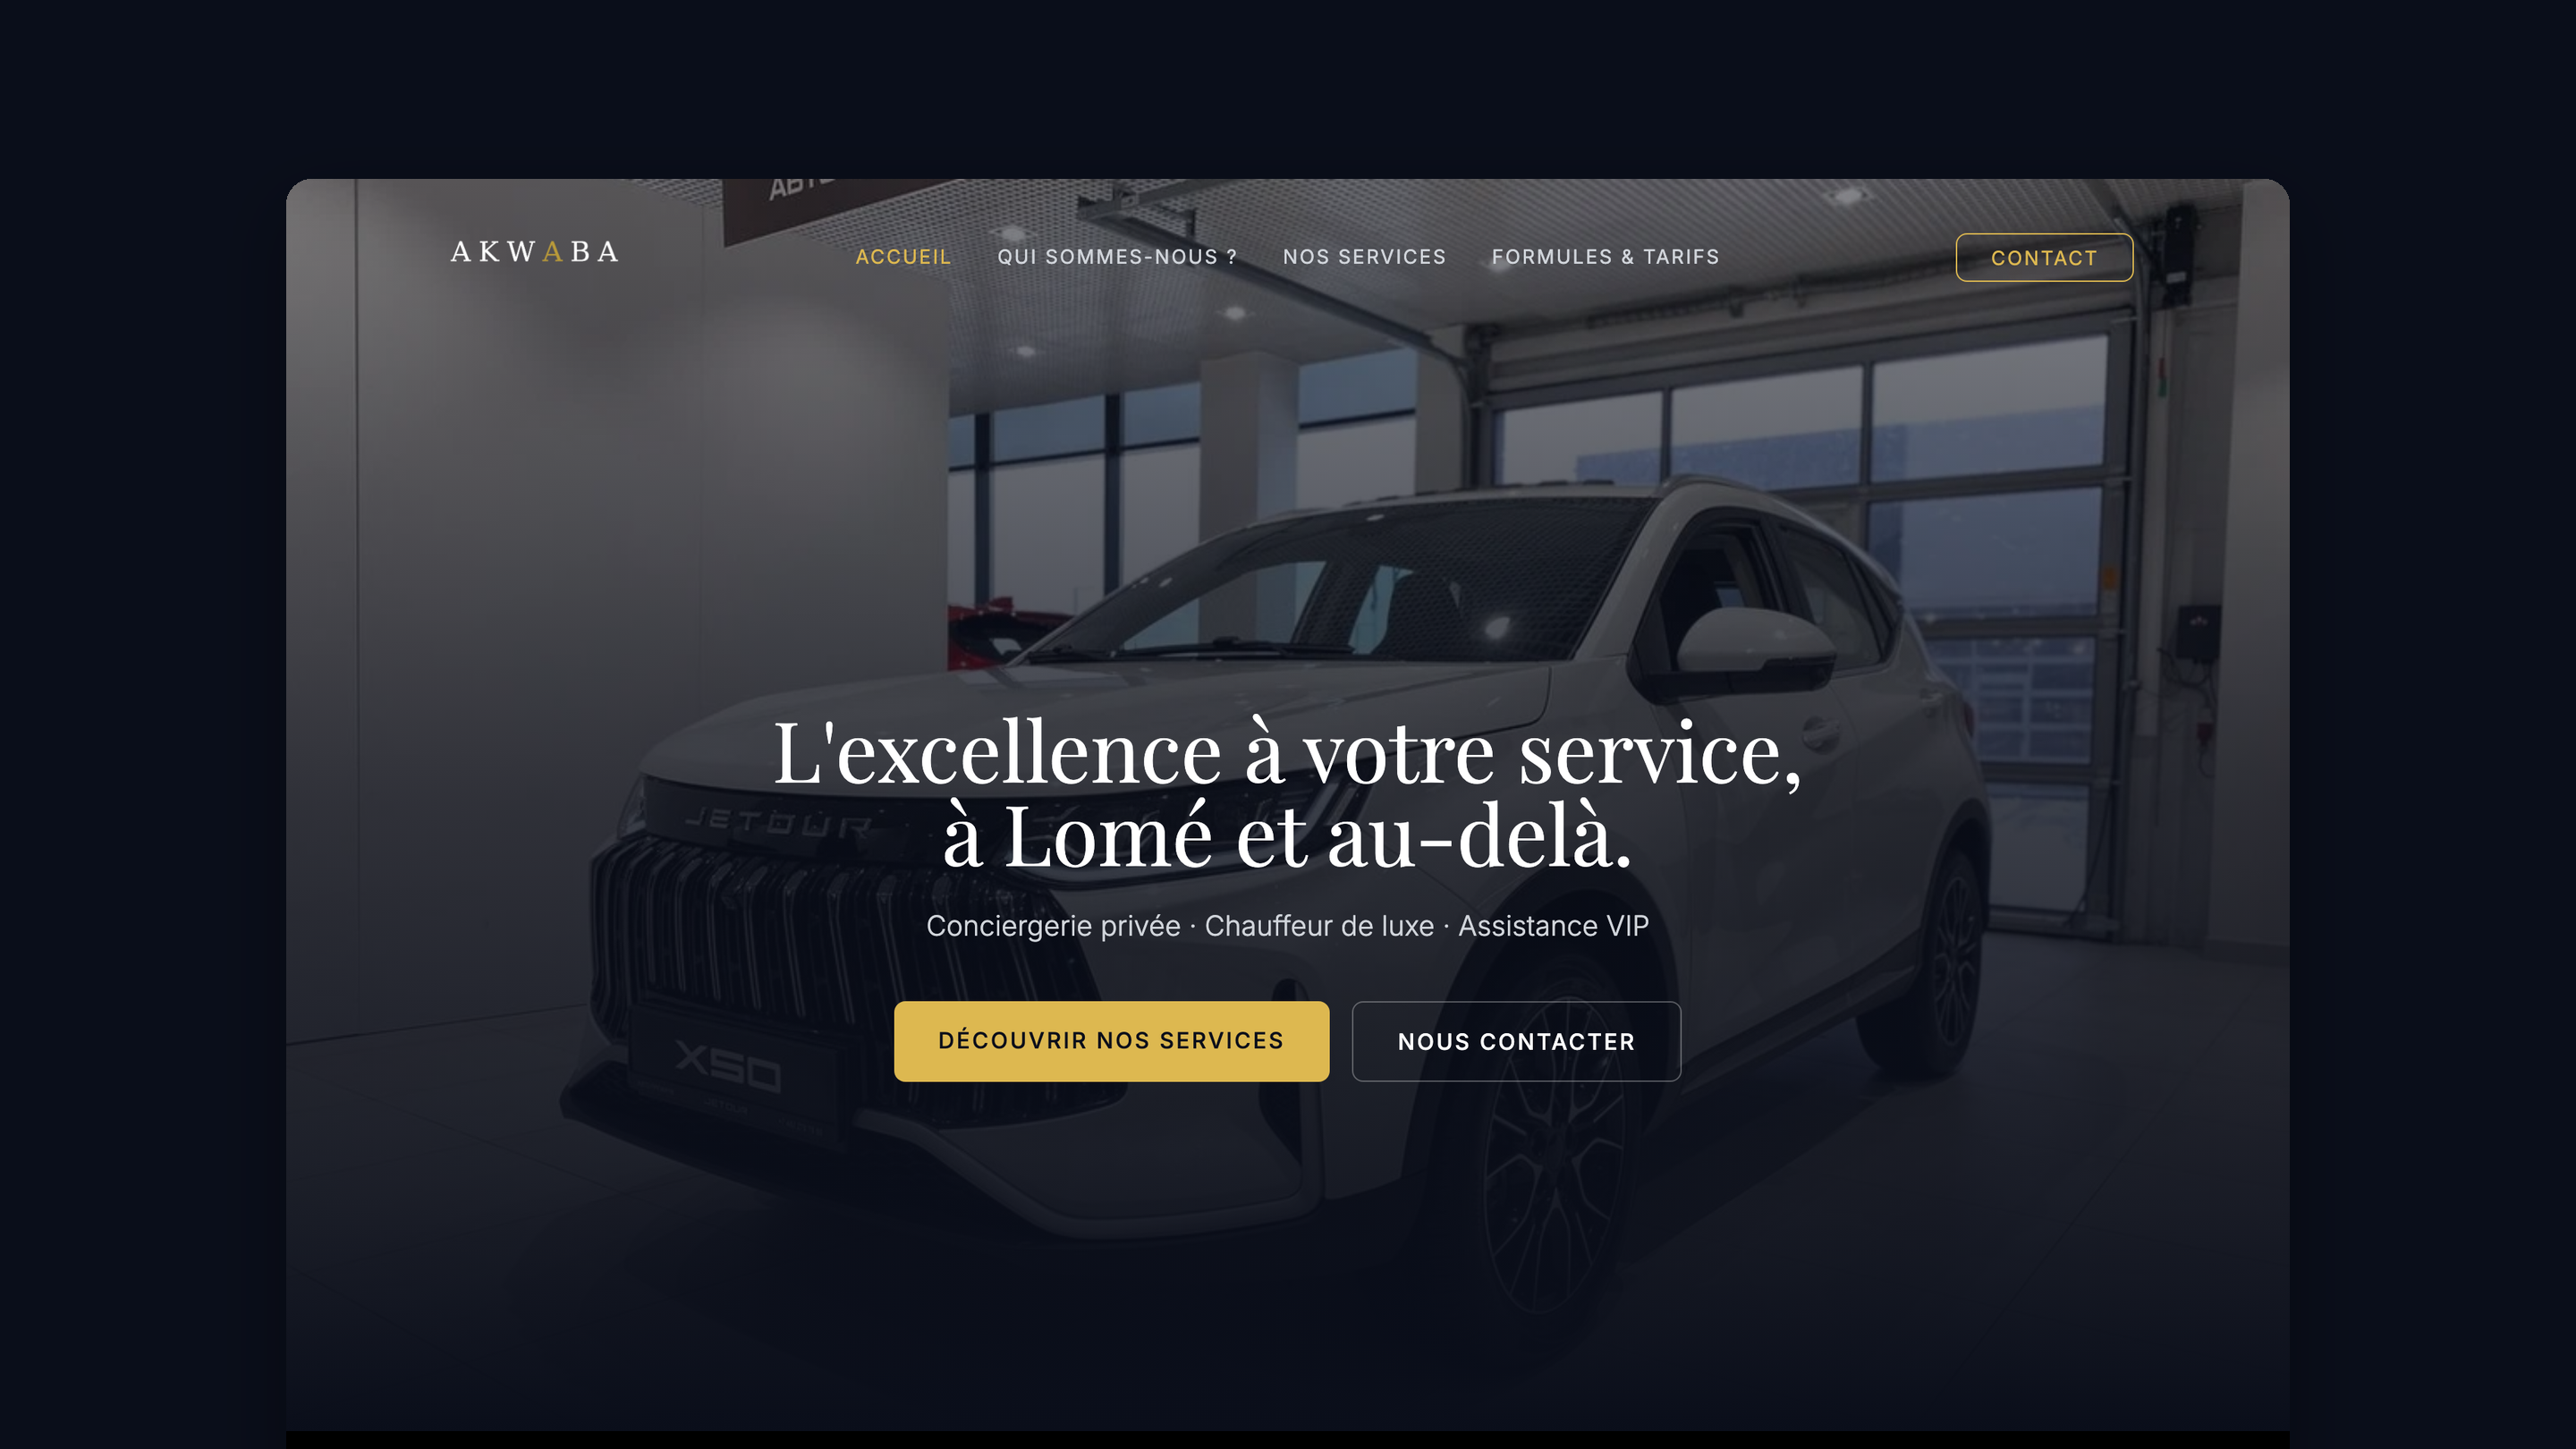 AKWABA
ACCUEIL QUI SOMMES-NOUS ? NOS SERVICES FORMULES & TARIFS CONTACT
L'excellence à votre service,
à Lomé et au-delà.
JETOUR
Conciergerie privée · Chauffeur de luxe · Assistance VIP
DÉCOUVRIR NOS SERVICES NOUS CONTACTER
X50
JETOUR